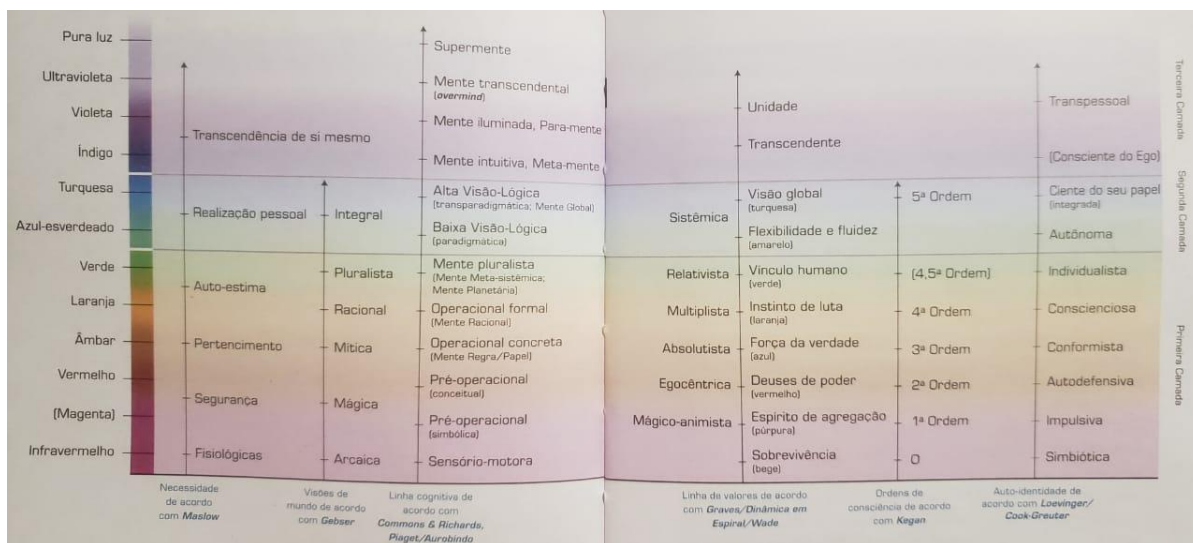 Pura luz
Ultravioleta
Violeta
Índigo
Turquesa
Azul-esverdeado
Verde
Laranja
Âmbar
Vermelho
(Magenta)
Infravermelho
Transcendência de si mesmo
Realização pessoal
Auto-estima
Pertencimento
Segurança
Fisiológicas
Necessidade
de acordo
com Maslow
Integral
Pluralista
Racional
Mítica
Mágica
Arcaica
Visões de
mundo de acordo
com Gebser
Supermente
Mente transcendental
(overmind)
Mente iluminada, Para-mente
Mente intuitiva, Meta-mente
Alta Visão-Lógica
(transparadigmática; Mente Global)
Baixa Visão-Lógica
(paradigmática)
Mente pluralista
(Mente Meta-sistêmica;
Mente Planetária)
Operacional formal
(Mente Racional)
Operacional concreta
(Mente Regra/Papel)
Pré-operacional
(conceitual)
Pré-operacional
(simbólica)
Sensório-motora
Linha cognitiva de
acordo com
Commons & Richards,
Piaget/Aurobindo
Sistêmica
Relativista
Multiplista
Absolutista
Egocêntrica
Mágico-animista
Unidade
Transcendente
Visão global
(turquesa)
Flexibilidade e fluidez
(amarelo)
Vínculo humano
(verde)
Instinto de luta
(laranja)
Força da verdade
(azul)
Deuses de poder
(vermelho)
Espírito de agregação
(púrpura)
Sobrevivência
(bege)
Linha da valores de acordo
com Graves/Dinâmica em
Espiral/Wade
5ª Ordem
(4,5ª Ordem)
4ª Ordem
3ª Ordem
2ª Ordem
1ª Ordem
0
Ordens de
consciência de acordo
com Kegan
Transpessoal
(Consciente do Ego)
Ciente do seu papel
(integrada)
Autônoma
Individualista
Conscienciosa
Conformista
Autodefensiva
Impulsiva
Simbiótica
Auto-identidade de
acordo com Loevinger/
Cook-Greuter
Terceira Camada
Segunda Camada
Primeira Camada